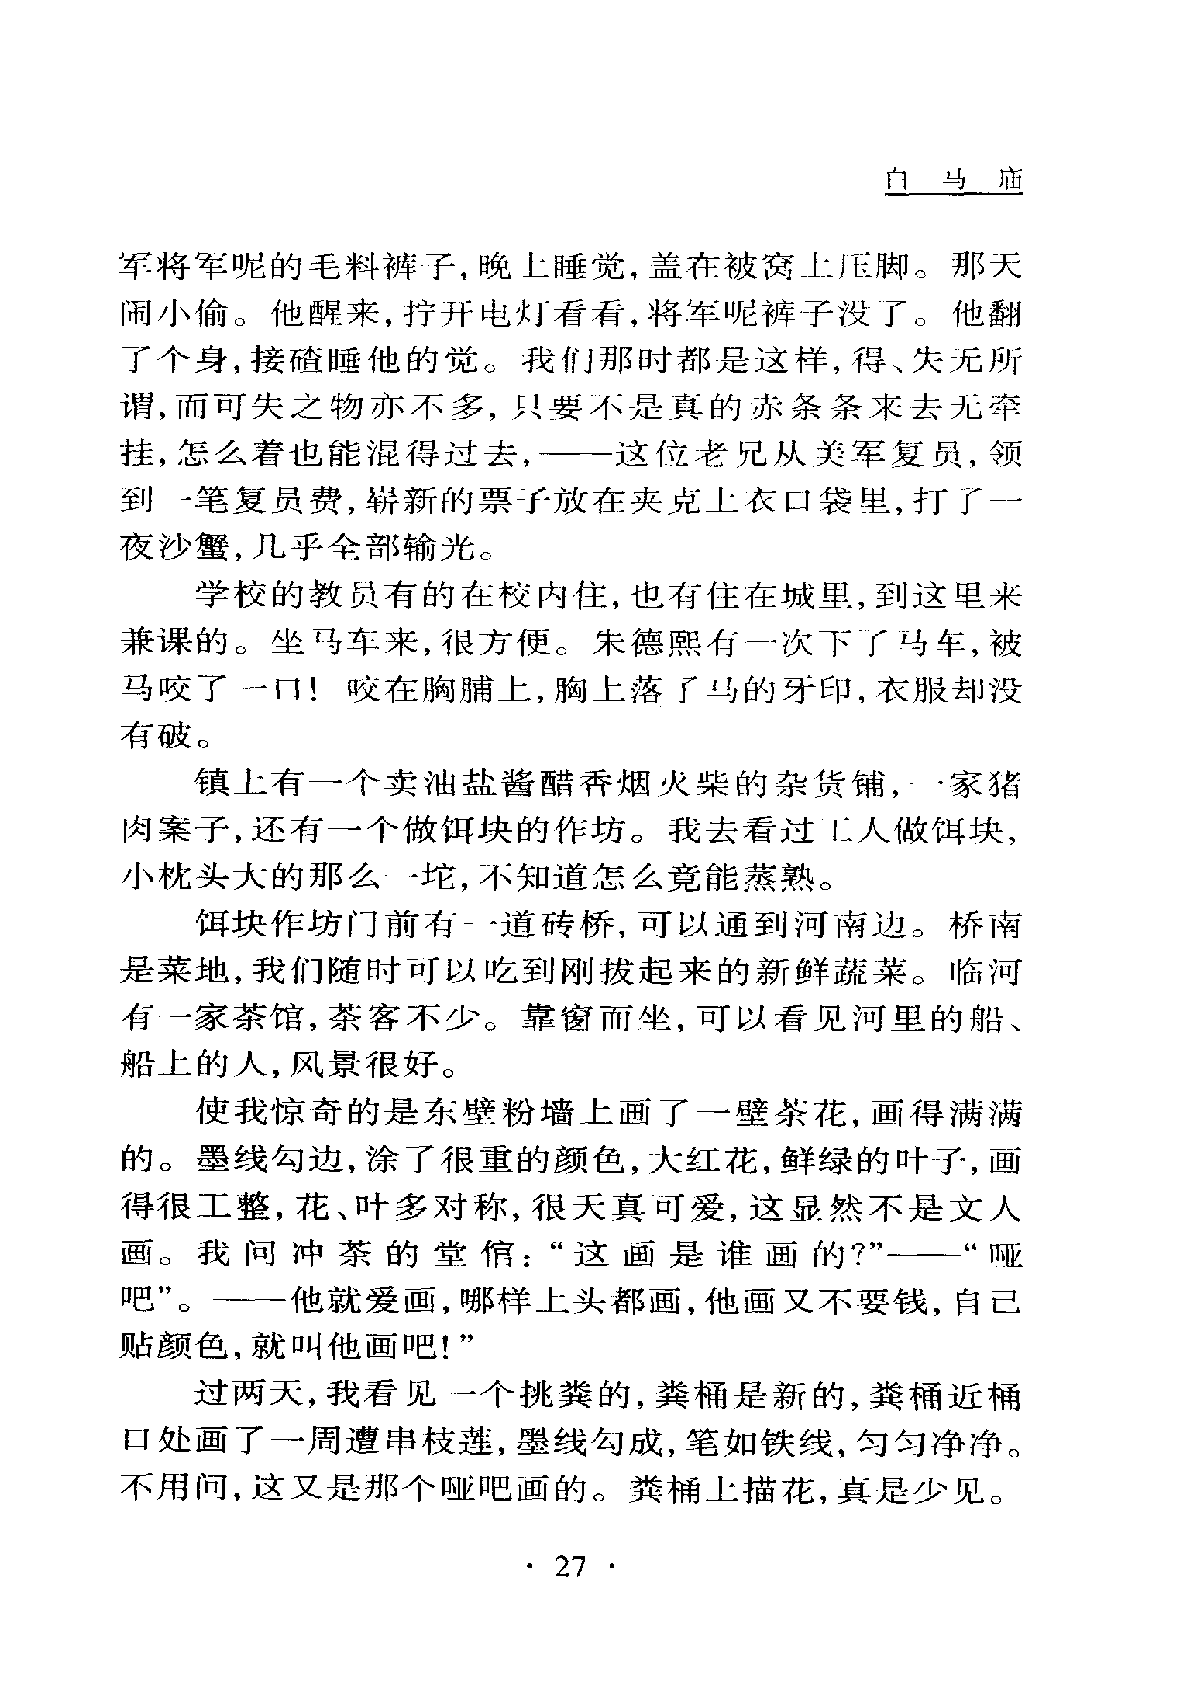 白马庙
军将军呢的毛料裤子,晚上睡觉,盖在被窝上压脚。那天
闹小偷。他醒来,拧开电灯看看,将军呢裤子没了。他翻
了个身,接碴睡他的觉。我们那时都是这样,得、失无所
谓,而可失之物亦不多,只要不是真的赤条条来去无牵
挂,怎么着也能混得过去,——这位老兄从美军复员,领
到一笔复员费,崭新的票子放在夹克上衣口袋里,打了一
夜沙蟹,几乎全部输光。
学校的教员有的在校内住,也有住在城里,到这里来
兼课的。坐马车来,很方便。朱德熙有一次下了马车,被
马咬了一口!咬在胸脯上,胸上落了马的牙印,衣服却没
有破。
镇上有一个卖油盐酱醋香烟火柴的杂货铺,一家猪
肉案子,还有一个做饵块的作坊。我去看过工人做饵块,
小枕头大的那么一坨,不知道怎么竟能蒸熟。
饵块作坊门前有一道砖桥,可以通到河南边。桥南
是菜地,我们随时可以吃到刚拔起来的新鲜蔬菜。临河
有一家茶馆,茶客不少。靠窗而坐,可以看见河里的船、
船上的人,风景很好。
使我惊奇的是东壁粉墙上画了一壁茶花,画得满满
的。墨线勾边,涂了很重的颜色,大红花,鲜绿的叶子,画
得很工整,花、叶多对称,很天真可爱,这显然不是文人
画。我问冲茶的堂倌:“这画是谁画的?”——“哑
吧”。——他就爱画,哪样上头都画,他画又不要钱,自己
贴颜色,就叫他画吧!”
过两天,我看见一个挑粪的,粪桶是新的,粪桶近桶
口处画了一周遭串枝莲,墨线勾成,笔如铁线,匀匀净净。
不用问,这又是那个哑吧画的。粪桶上描花,真是少见。
· 27 ·